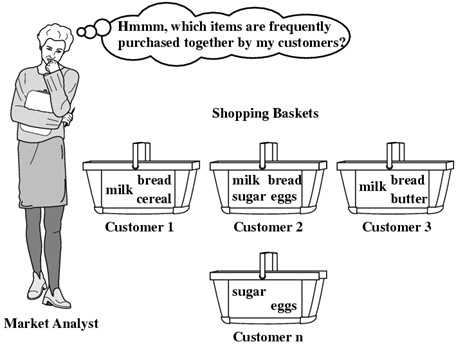 Hmmm, which items are frequently
purchased together by my customers?
Shopping Baskets
milk bread
cereal
Customer 1
milk bread
sugar eggs
Customer 2
milk bread
butter
Customer 3
sugar
eggs
Customer n
Market Analyst